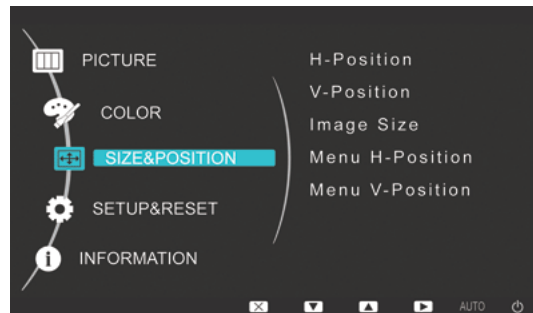 PICTURE
COLOR
SIZE&POSITION
SETUP&RESET
INFORMATION
H-Position
V-Position
Image Size
Menu H-Position
Menu V-Position
AUTO